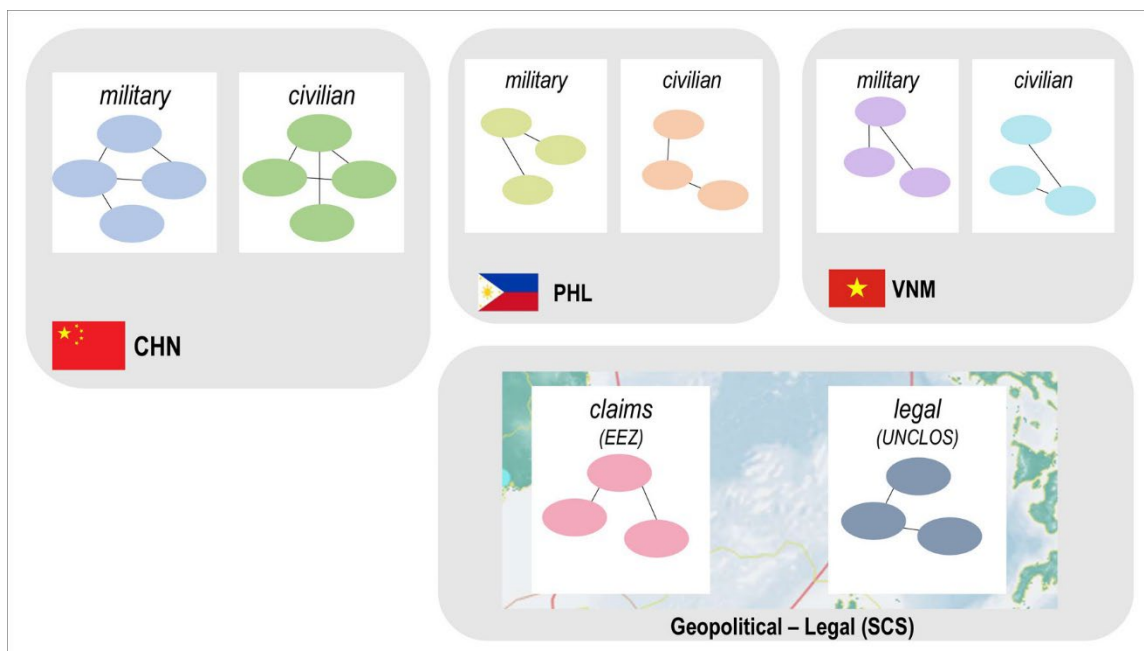 military
civilian
CHN
military
civilian
PHL
military
civilian
VNM
claims
(EEZ)
legal
(UNCLOS)
Geopolitical – Legal (SCS)